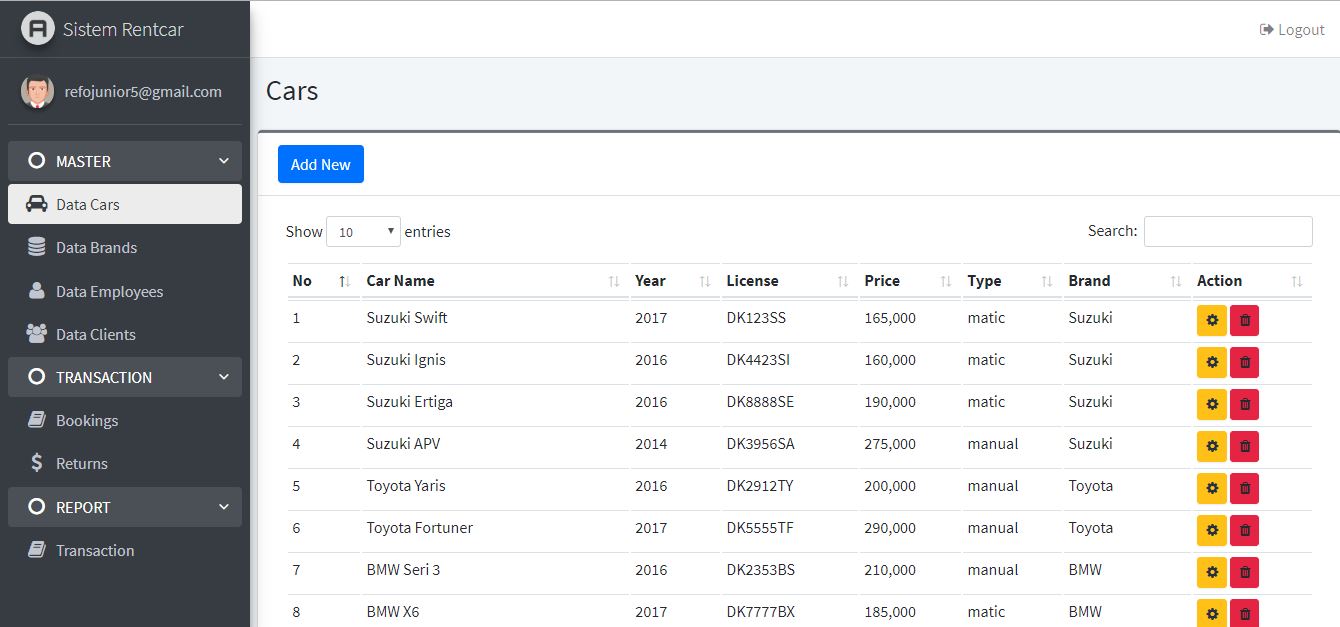 Sistem Rentcar
Logout
refojunior5@gmail.com
Cars
MASTER
Data Cars
Data Brands
Data Employees
Data Clients
TRANSACTION
Bookings
Returns
REPORT
Transaction
Add New
Show 10 entries
Search:
No Car Name Year License Price Type Brand Action
1 Suzuki Swift 2017 DK123SS 165,000 matic Suzuki
2 Suzuki Ignis 2016 DK4423SI 160,000 matic Suzuki
3 Suzuki Ertiga 2016 DK8888SE 190,000 matic Suzuki
4 Suzuki APV 2014 DK3956SA 275,000 manual Suzuki
5 Toyota Yaris 2016 DK2912TY 200,000 manual Toyota
6 Toyota Fortuner 2017 DK5555TF 290,000 manual Toyota
7 BMW Seri 3 2016 DK2353BS 210,000 manual BMW
8 BMW X6 2017 DK7777BX 185,000 matic BMW